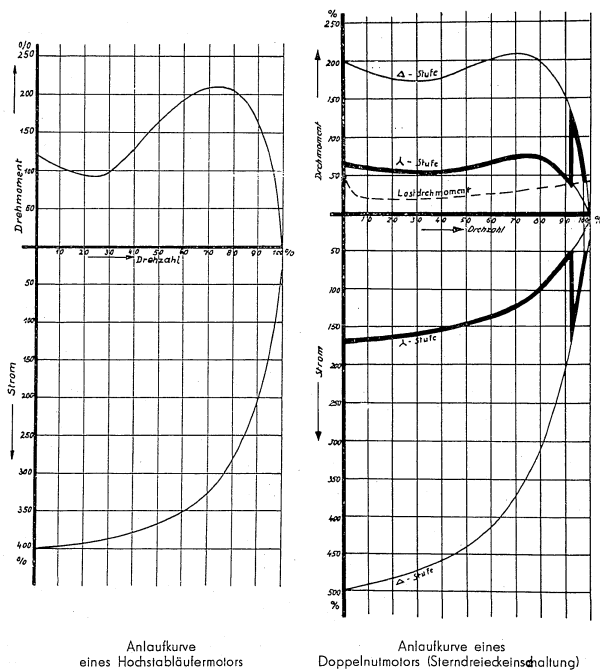 %
250
200
150
100
50
Drehmoment
10 20 30 40 50 60 70 80 90 100%
Drehzahl
50
100
150
200
250
300
350
400
%
Strom
Anlaufkurve
eines Hochstabläufermotors
%
250
200
150
100
50
0
Drehmoment
Δ-Stufe
⅄-Stufe
Lastdrehmoment
10 20 30 40 50 60 70 80 90 100
Drehzahl
50
100
150
200
250
300
350
400
450
500
%
Strom
⅄-Stufe
Δ-Stufe
Anlaufkurve eines
Doppelnutmotors (Sterndreieckeinschaltung)